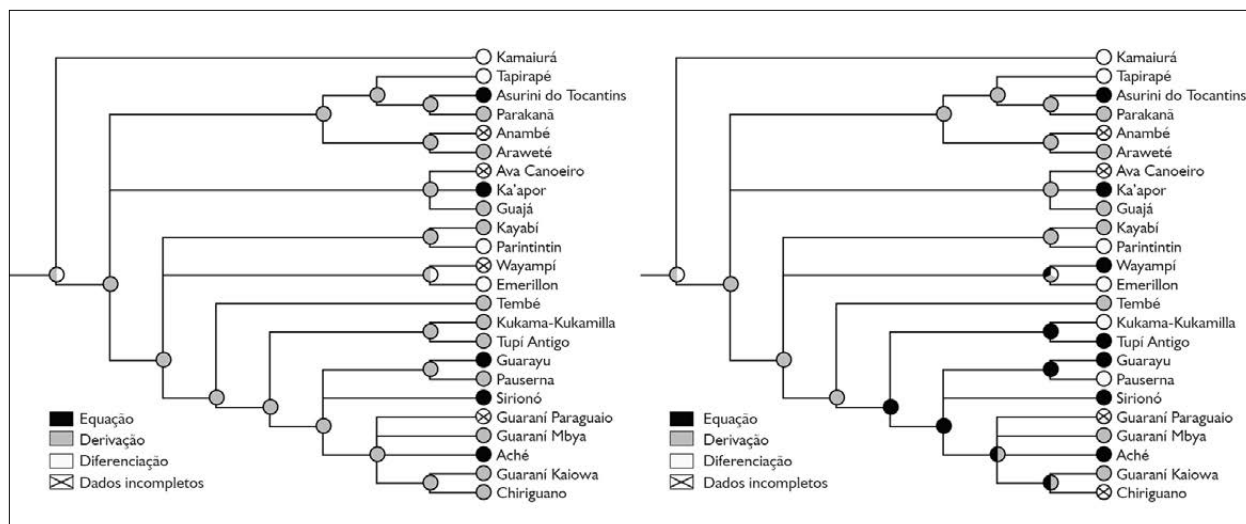 Kamaiurá
Tapirapé
Asurini do Tocantins
Parakanã
Anambé
Araweté
Ava Canoeiro
Ka'apor
Guajá
Kayabí
Parintintin
Wayampí
Emerillon
Tembé
Kukama-Kukamilla
Tupí Antigo
Guarayu
Pauserna
Sirionó
Guaraní Paraguaio
Guaraní Mbya
Aché
Guaraní Kaiowa
Chiriguano
Equação
Derivação
Diferenciação
Dados incompletos
Kamaiurá
Tapirapé
Asurini do Tocantins
Parakanã
Anambé
Araweté
Ava Canoeiro
Ka'apor
Guajá
Kayabí
Parintintin
Wayampí
Emerillon
Tembé
Kukama-Kukamilla
Tupí Antigo
Guarayu
Pauserna
Sirionó
Guaraní Paraguaio
Guaraní Mbya
Aché
Guaraní Kaiowa
Chiriguano
Equação
Derivação
Diferenciação
Dados incompletos